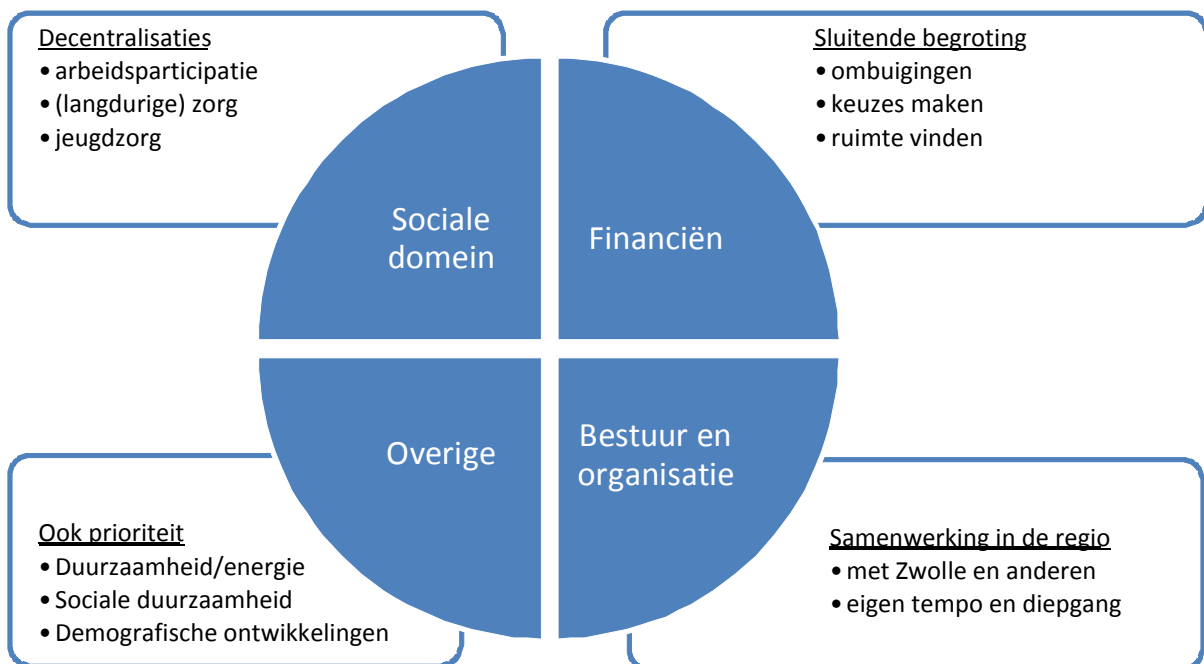 Decentralisaties
• arbeidsparticipatie
• (langdurige) zorg
• jeugdzorg
Sluitende begroting
• ombuigingen
• keuzes maken
• ruimte vinden
Sociale
domein
Financiën
Overige
Bestuur en
organisatie
Ook prioriteit
• Duurzaamheid/energie
• Sociale duurzaamheid
• Demografische ontwikkelingen
Samenwerking in de regio
• met Zwolle en anderen
• eigen tempo en diepgang